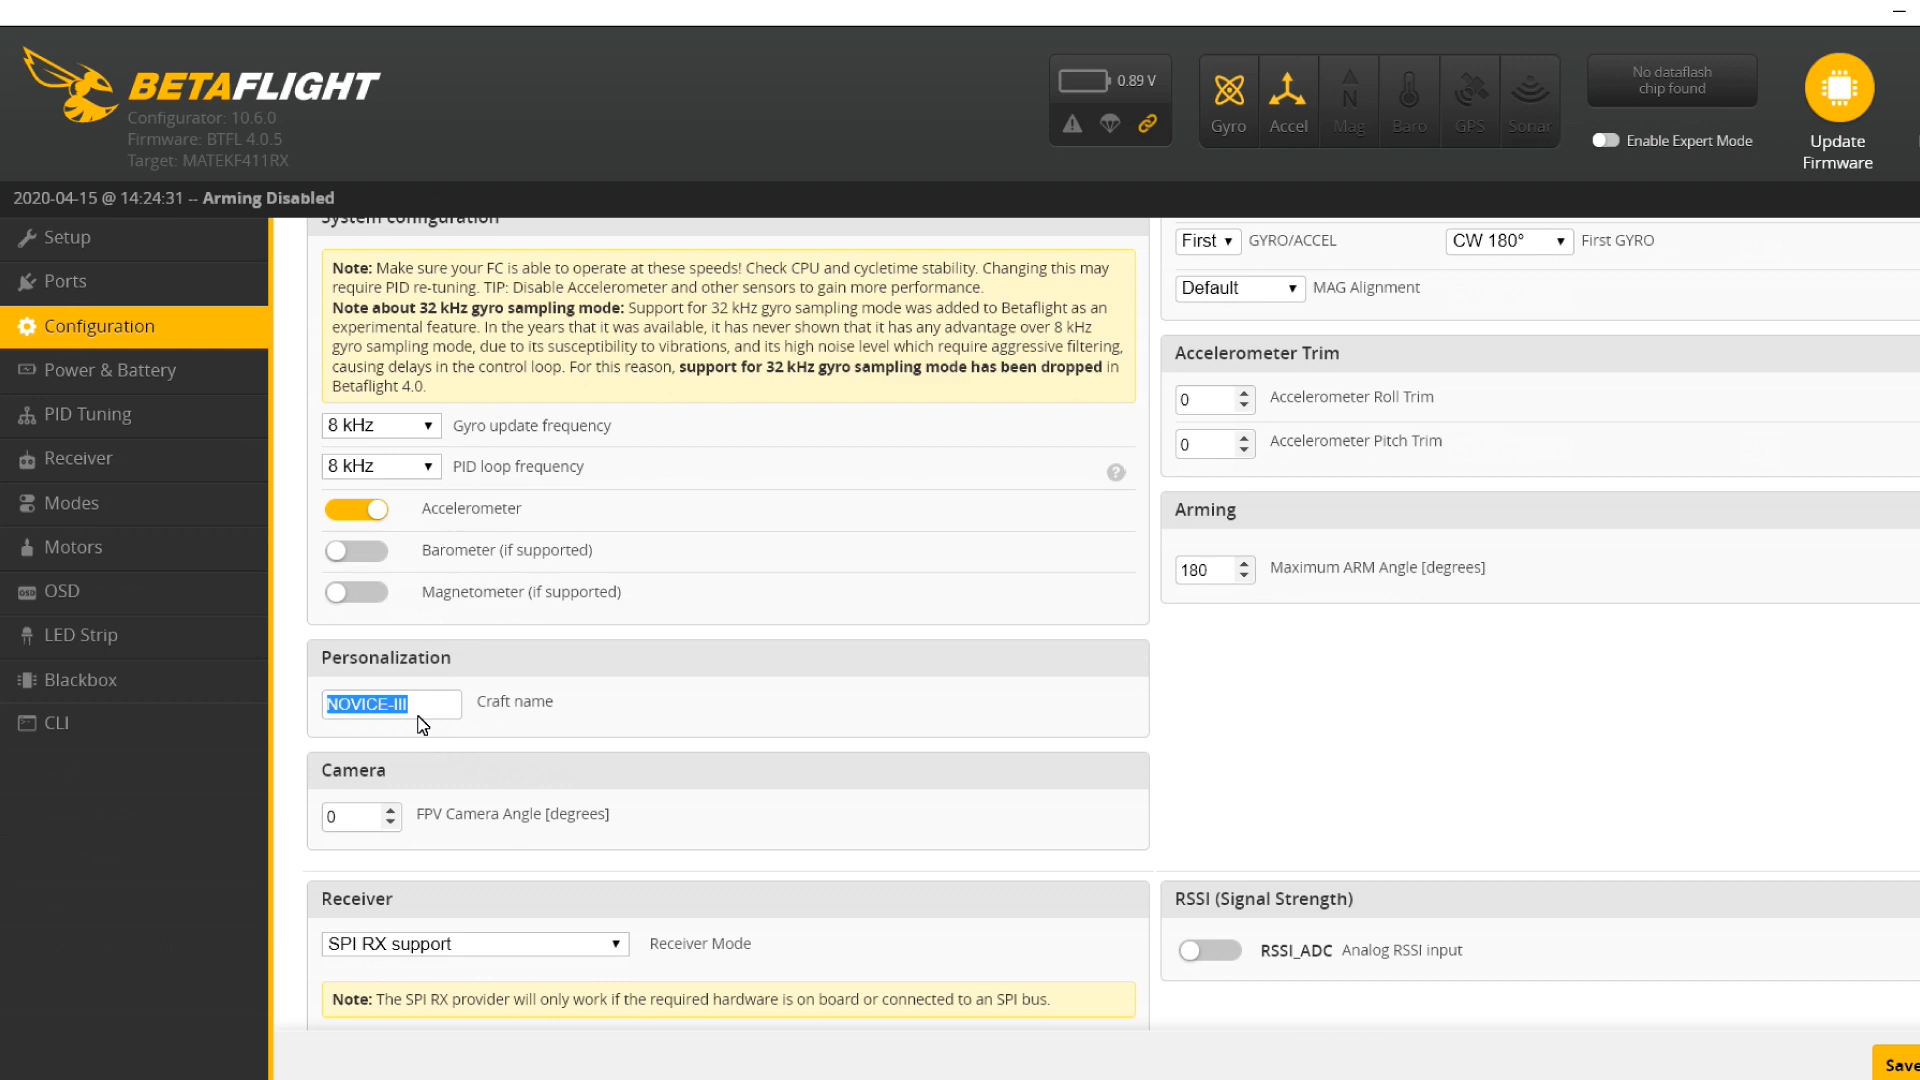 BETAFLIGHT
Configurator: 10.6.0
Firmware: BTFL 4.0.5
Target: MATEKF411RX
0.89 V
Gyro
Accel
Mag
Baro
GPS
Sonar
No dataflash
chip found
Enable Expert Mode
Update
Firmware
2020-04-15 @ 14:24:31 -- Arming Disabled
Setup
Ports
Configuration
Power & Battery
PID Tuning
Receiver
Modes
Motors
OSD
LED Strip
Blackbox
CLI
System configuration
Note: Make sure your FC is able to operate at these speeds! Check CPU and cycletime stability. Changing this may
require PID re-tuning. TIP: Disable Accelerometer and other sensors to gain more performance.
Note about 32 kHz gyro sampling mode: Support for 32 kHz gyro sampling mode was added to Betaflight as an
experimental feature. In the years that it was available, it has never shown that it has any advantage over 8 kHz
gyro sampling mode, due to its susceptibility to vibrations, and its high noise level which require aggressive filtering,
causing delays in the control loop. For this reason, support for 32 kHz gyro sampling mode has been dropped in
Betaflight 4.0.
8 kHz Gyro update frequency
8 kHz PID loop frequency
?
Accelerometer
Barometer (if supported)
Magnetometer (if supported)
Personalization
NOVICE-III Craft name
Camera
0 FPV Camera Angle [degrees]
Receiver
SPI RX support Receiver Mode
Note: The SPI RX provider will only work if the required hardware is on board or connected to an SPI bus.
First GYRO/ACCEL CW 180° First GYRO
Default MAG Alignment
Accelerometer Trim
0 Accelerometer Roll Trim
0 Accelerometer Pitch Trim
Arming
180 Maximum ARM Angle [degrees]
RSSI (Signal Strength)
RSSI_ADC Analog RSSI input
Save